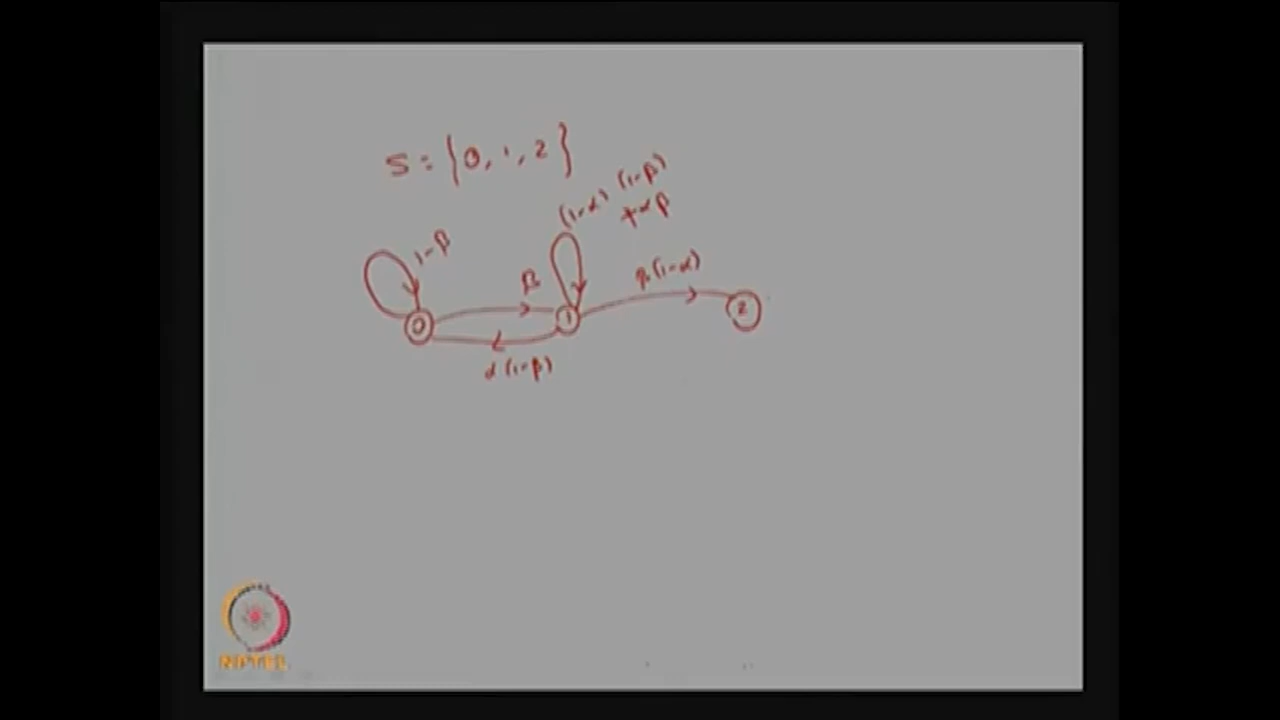 S = {0, 1, 2}
(1-α) (1-β)
+αβ
1-β
β
β(1-α)
0
1
2
α(1-β)
NPTEL